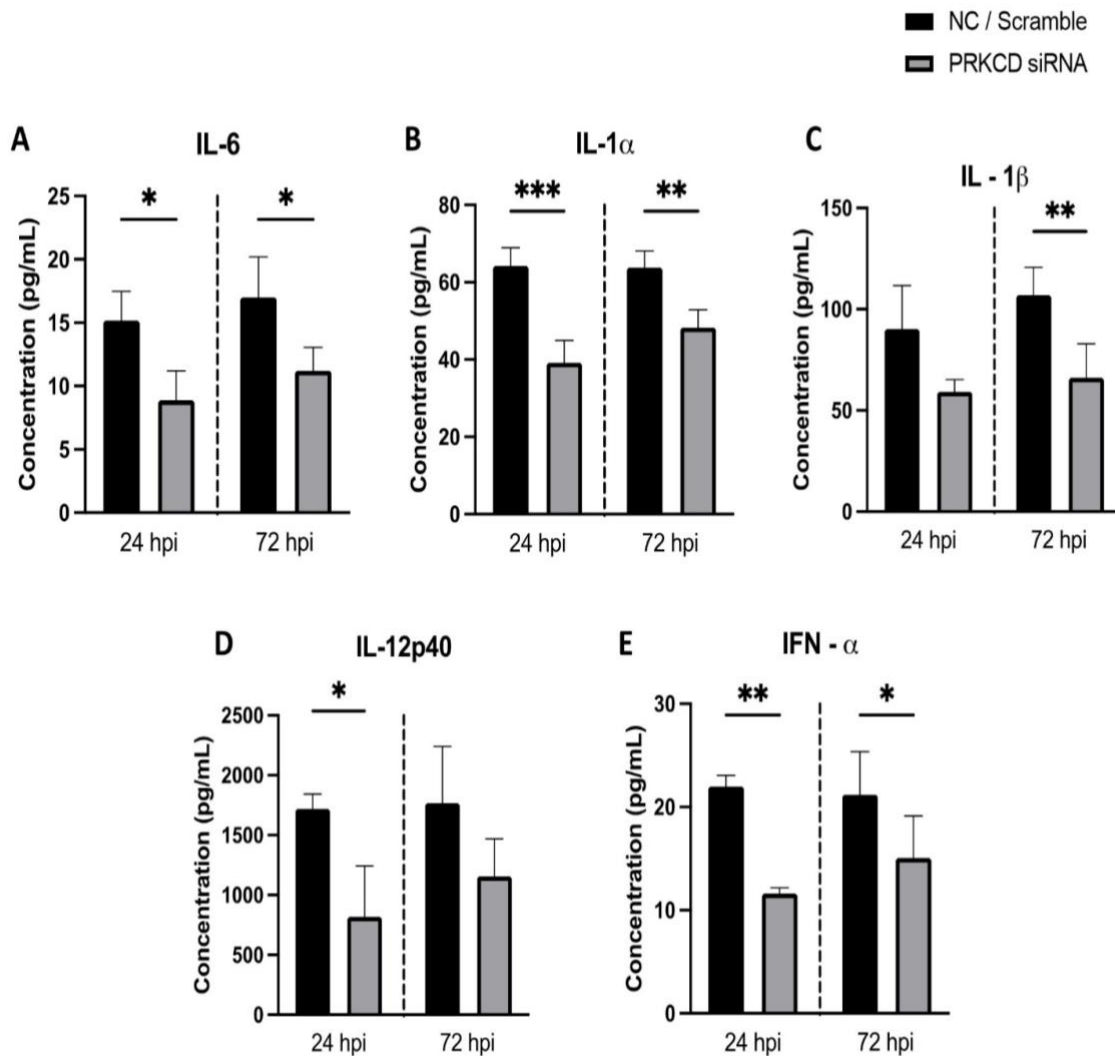 NC / Scramble
PRKCD siRNA
A
IL-6
Concentration (pg/mL)
25
20
15
10
5
0
*
*
24 hpi
72 hpi
B
IL-1α
Concentration (pg/mL)
80
60
40
20
0
***
**
24 hpi
72 hpi
C
IL - 1β
Concentration (pg/mL)
150
100
50
0
**
24 hpi
72 hpi
D
IL-12p40
Concentration (pg/mL)
2500
2000
1500
1000
500
0
*
24 hpi
72 hpi
E
IFN - α
Concentration (pg/mL)
30
20
10
0
**
*
24 hpi
72 hpi